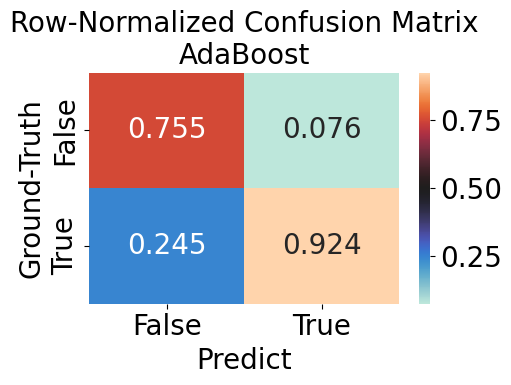 Row-Normalized Confusion Matrix
AdaBoost
Ground-Truth
False
True
0.755
0.076
0.245
0.924
False
True
Predict
0.75
0.50
0.25